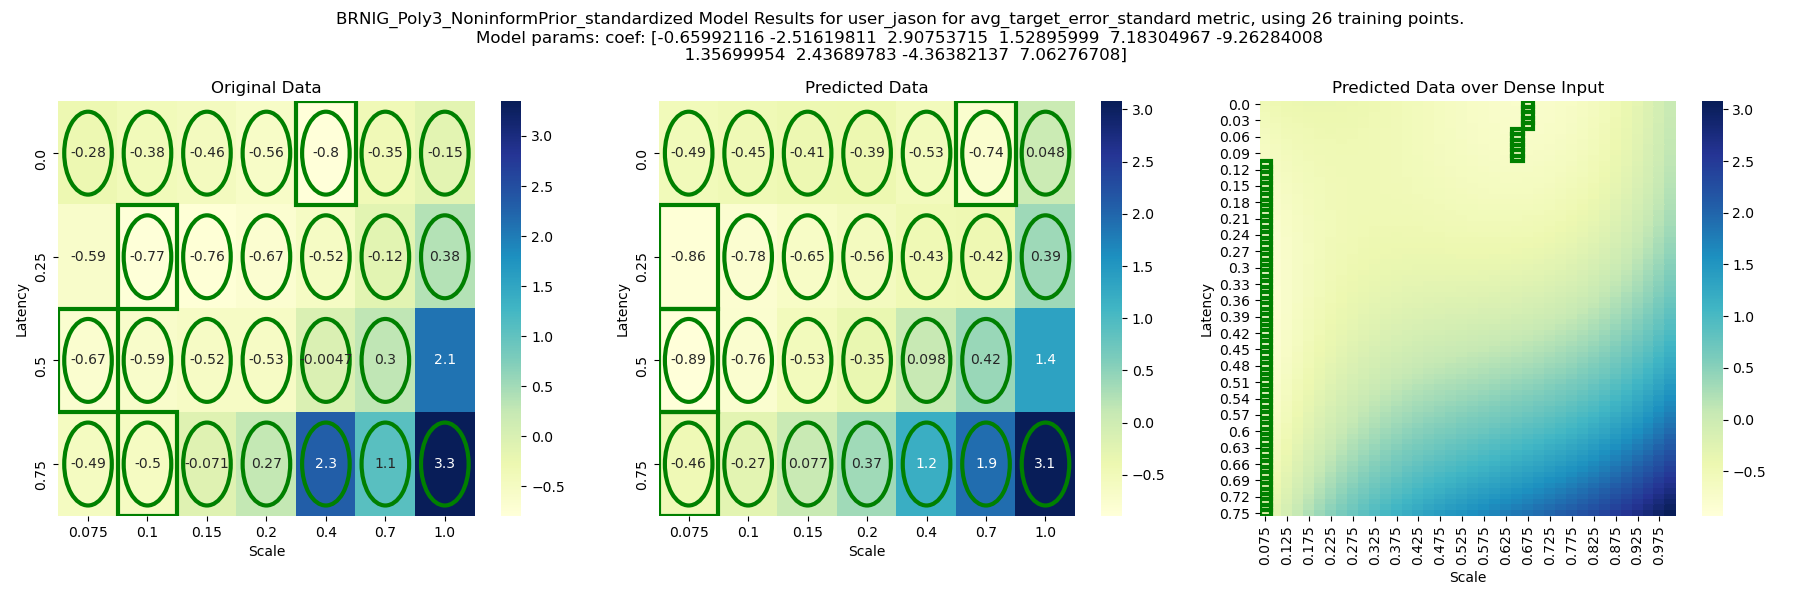 BRNIG_Poly3_NoninformPrior_standardized Model Results for user_jason for avg_target_error_standard metric, using 26 training points.
Model params: coef: [-0.65992116 -2.51619811  2.90753715  1.52895999  7.18304967 -9.26284008
1.35699954  2.43689783 -4.36382137  7.06276708]
Original Data
Latency
0.0 -0.28 -0.38 -0.46 -0.56 -0.8 -0.35 -0.15
0.25 -0.59 -0.77 -0.76 -0.67 -0.52 -0.12 0.38
0.5 -0.67 -0.59 -0.52 -0.53 -0.0047 0.3 2.1
0.75 -0.49 -0.5 -0.071 0.27 2.3 1.1 3.3
0.075 0.1 0.15 0.2 0.4 0.7 1.0
Scale
3.0
2.5
2.0
1.5
1.0
0.5
0.0
−0.5
Predicted Data
Latency
0.0 -0.49 -0.45 -0.41 -0.39 -0.53 -0.74 0.048
0.25 -0.86 -0.78 -0.65 -0.56 -0.43 -0.42 0.39
0.5 -0.89 -0.76 -0.53 -0.35 0.098 0.42 1.4
0.75 -0.46 -0.27 0.077 0.37 1.2 1.9 3.1
0.075 0.1 0.15 0.2 0.4 0.7 1.0
Scale
3.0
2.5
2.0
1.5
1.0
0.5
0.0
−0.5
Predicted Data over Dense Input
Latency
0.0
0.03
0.06
0.09
0.12
0.15
0.18
0.21
0.24
0.27
0.3
0.33
0.36
0.39
0.42
0.45
0.48
0.51
0.54
0.57
0.6
0.63
0.66
0.69
0.72
0.75
0.075 0.125 0.175 0.225 0.275 0.325 0.375 0.425 0.475 0.525 0.575 0.625 0.675 0.725 0.775 0.825 0.875 0.925 0.975
Scale
3.0
2.5
2.0
1.5
1.0
0.5
0.0
−0.5